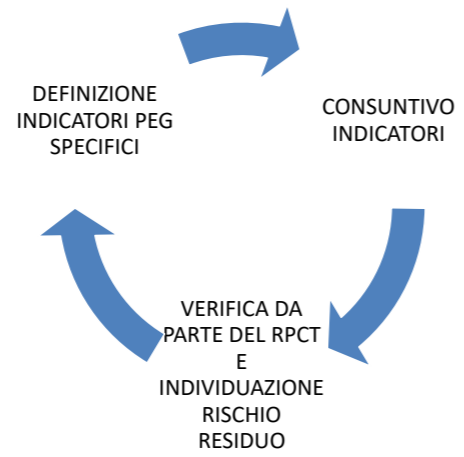 DEFINIZIONE
INDICATORI PEG
SPECIFICI
CONSUNTIVO
INDICATORI
VERIFICA DA
PARTE DEL RPCT
E
INDIVIDUAZIONE
RISCHIO
RESIDUO